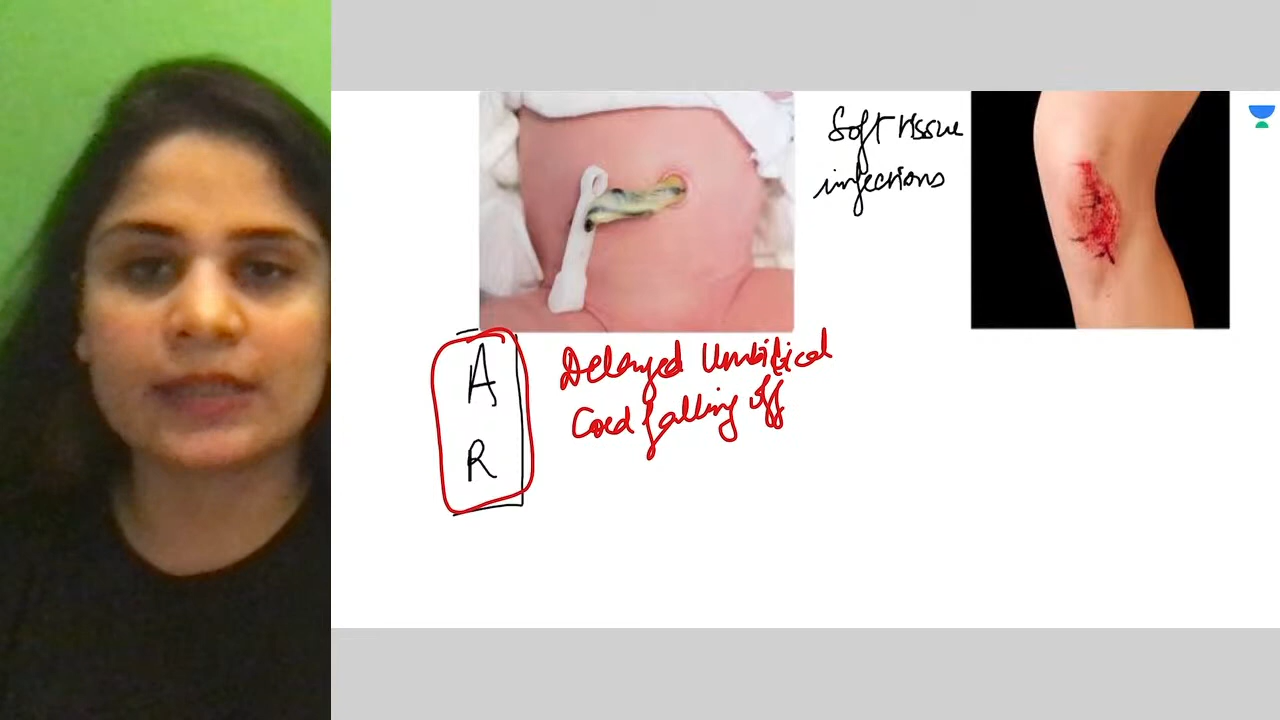 Soft tissue
infections
A
R
Delayed Umbilical
Cord falling off